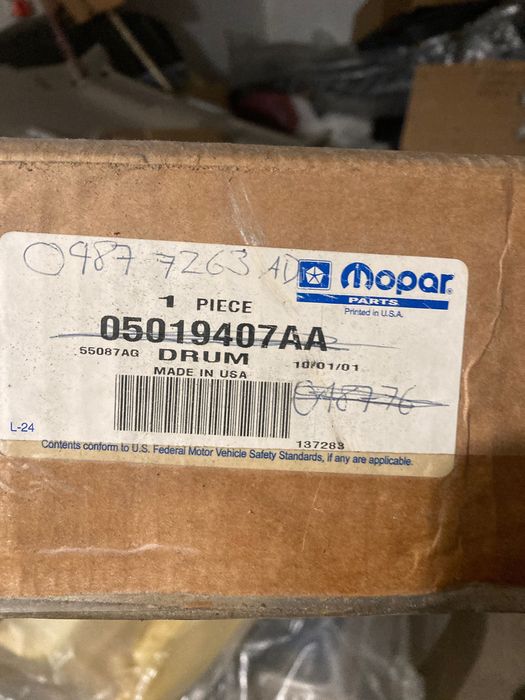 0487 7263 AD
Mopar
PARTS
Printed in U.S.A.
1 PIECE
05019407AA
55087AG DRUM 10/01/01
MADE IN USA
048776
L-24
137283
Contents conform to U.S. Federal Motor Vehicle Safety Standards, if any are applicable.